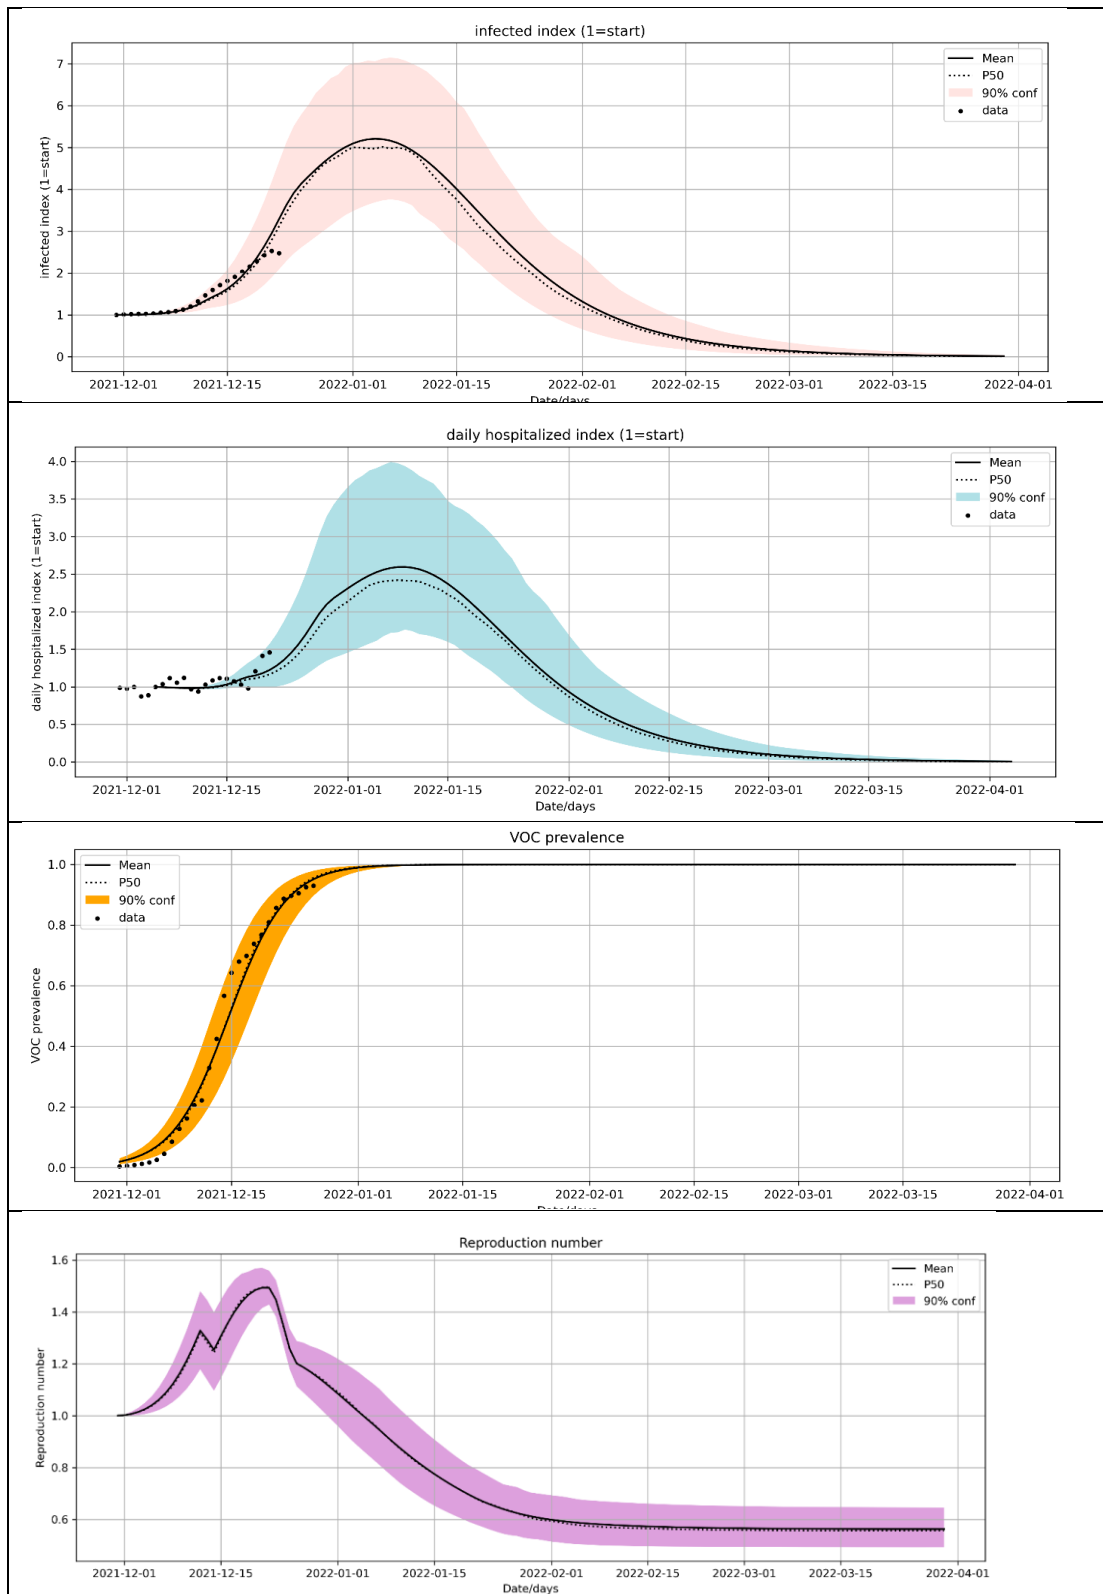 infected index (1=start)
infected index (1=start)
7
6
5
4
3
2
1
0
Mean
P50
90% conf
data
2021-12-01 2021-12-15 2022-01-01 2022-01-15 2022-02-01 2022-02-15 2022-03-01 2022-03-15 2022-04-01
Date/days
daily hospitalized index (1=start)
daily hospitalized index (1=start)
4.0
3.5
3.0
2.5
2.0
1.5
1.0
0.5
0.0
Mean
P50
90% conf
data
2021-12-01 2021-12-15 2022-01-01 2022-01-15 2022-02-01 2022-02-15 2022-03-01 2022-03-15 2022-04-01
Date/days
VOC prevalence
VOC prevalence
1.0
0.8
0.6
0.4
0.2
0.0
Mean
P50
90% conf
data
2021-12-01 2021-12-15 2022-01-01 2022-01-15 2022-02-01 2022-02-15 2022-03-01 2022-03-15 2022-04-01
Date/days
Reproduction number
Reproduction number
1.6
1.4
1.2
1.0
0.8
0.6
Mean
P50
90% conf
2021-12-01 2021-12-15 2022-01-01 2022-01-15 2022-02-01 2022-02-15 2022-03-01 2022-03-15 2022-04-01
Date/days